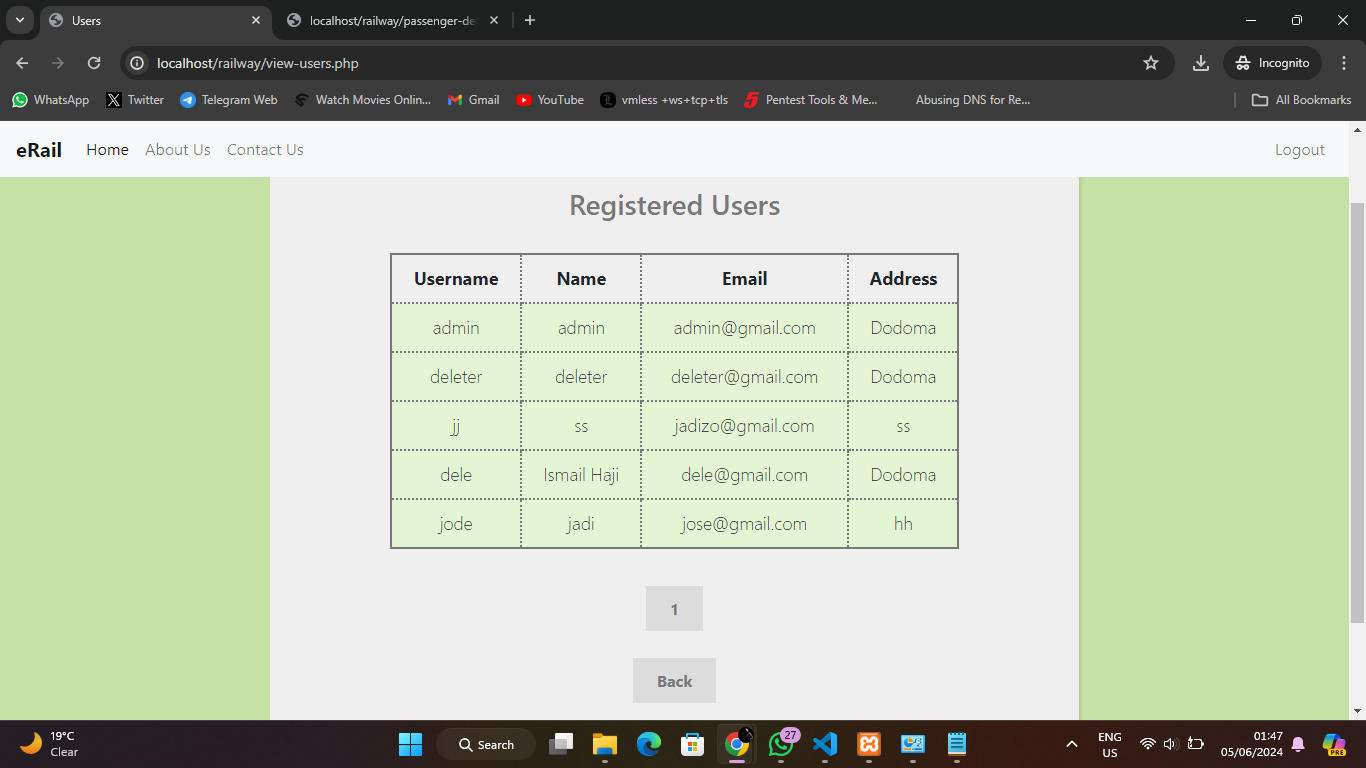 Users
localhost/railway/passenger-de
localhost/railway/view-users.php
Incognito
WhatsApp
Twitter
Telegram Web
Watch Movies Onlin...
Gmail
YouTube
vmless +ws+tcp+tls
Pentest Tools & Me...
Abusing DNS for Re...
All Bookmarks
eRail Home About Us Contact Us Logout
Registered Users
Username Name Email Address
admin admin admin@gmail.com Dodoma
deleter deleter deleter@gmail.com Dodoma
jj ss jadizo@gmail.com ss
dele Ismail Haji dele@gmail.com Dodoma
jode jadi jose@gmail.com hh
1
Back
19°C
Clear
Search
27
ENG
US
01:47
05/06/2024
PRE